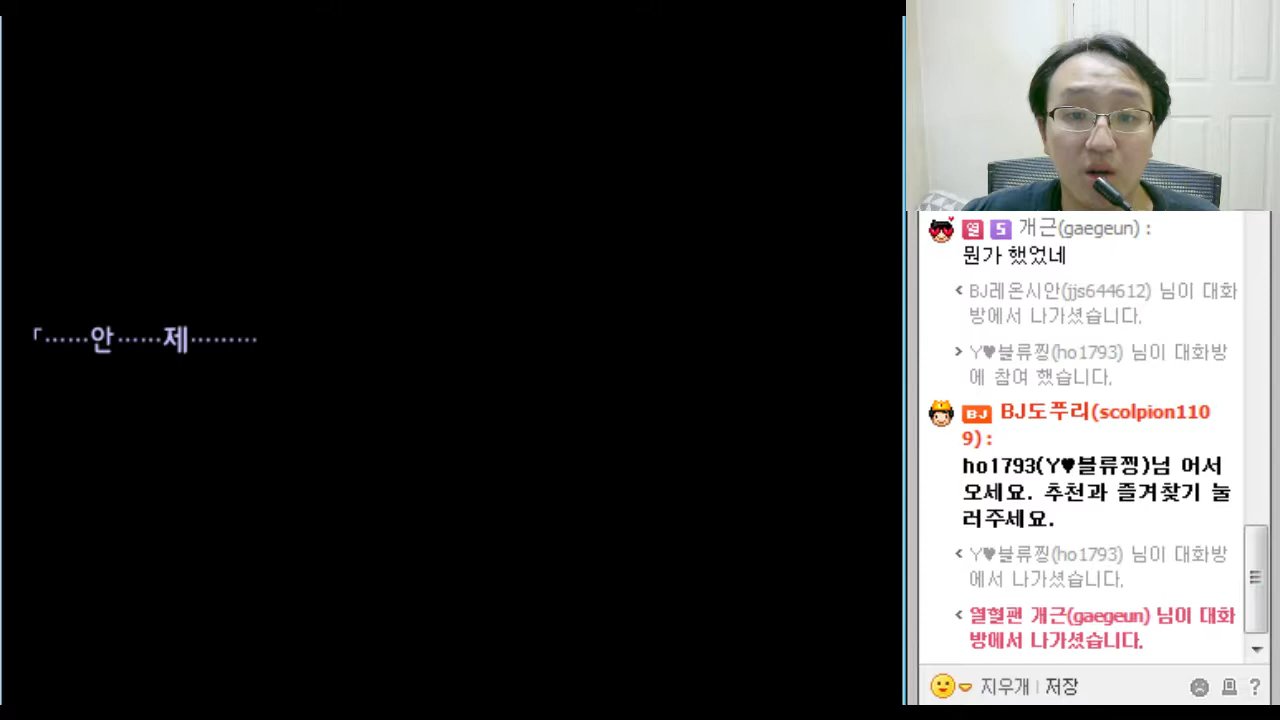 「……안……제………
열 5 개근(gaegeun) :
뭔가 했었네
< BJ레온시안(jjs644612) 님이 대화
방에서 나가셨습니다.
> Y♥블류찡(ho1793) 님이 대화방
에 참여 했습니다.
BJ BJ도푸리(scolpion110
9) :
ho1793(Y♥블류찡)님 어서
오세요. 추천과 즐겨찾기 눌
러주세요.
< Y♥블류찡(ho1793) 님이 대화방
에서 나가셨습니다.
< 열혈팬 개근(gaegeun) 님이 대화
방에서 나가셨습니다.
지우개 | 저장
?